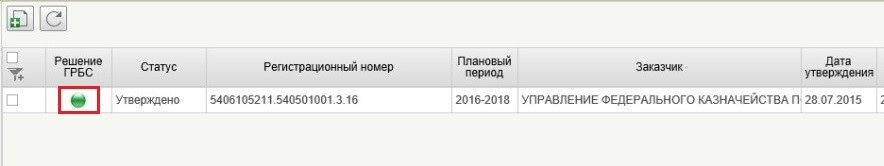 Решение ГРБС Статус Регистрационный номер Плановый период Заказчик Дата утверждения
Утверждено 5406105211.540501001.3.16 2016-2018 УПРАВЛЕНИЕ ФЕДЕРАЛЬНОГО КАЗНАЧЕЙСТВА 28.07.2015